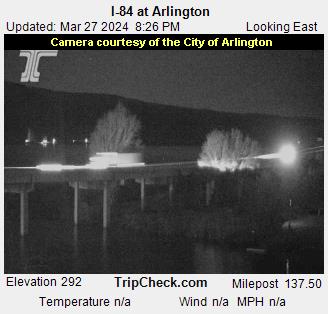 I-84 at Arlington
Updated: Mar 27 2024 8:26 PM Looking East
Camera courtesy of the City of Arlington
Elevation 292 TripCheck.com Milepost 137.50
Temperature n/a Wind n/a MPH n/a